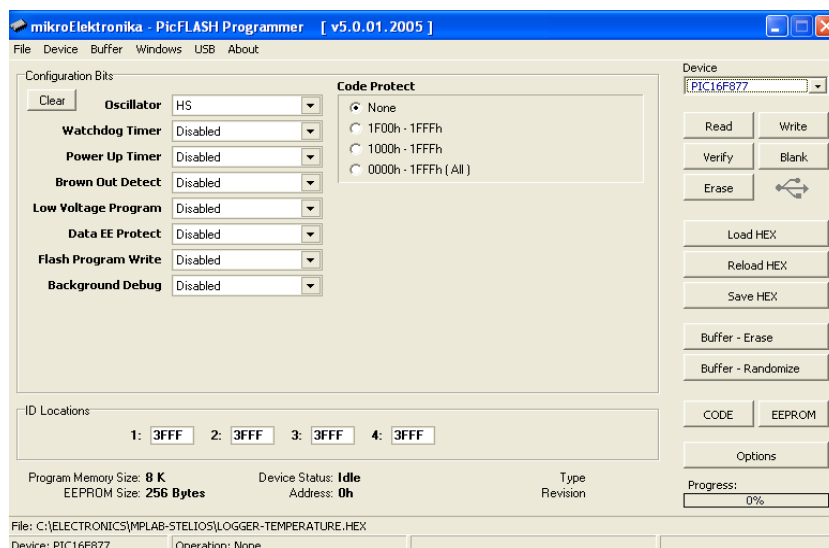 mikroElektronika - PicFLASH Programmer [ v5.0.01.2005 ]
File Device Buffer Windows USB About
Configuration Bits
Clear
Oscillator HS
Watchdog Timer Disabled
Power Up Timer Disabled
Brown Out Detect Disabled
Low Voltage Program Disabled
Data EE Protect Disabled
Flash Program Write Disabled
Background Debug Disabled
Code Protect
None
1F00h - 1FFFh
1000h - 1FFFh
0000h - 1FFFh ( All )
ID Locations
1: 3FFF 2: 3FFF 3: 3FFF 4: 3FFF
Program Memory Size: 8 K Device Status: Idle Type
EEPROM Size: 256 Bytes Address: 0h Revision
Device
PIC16F877
Read Write
Verify Blank
Erase
Load HEX
Reload HEX
Save HEX
Buffer - Erase
Buffer - Randomize
CODE EEPROM
Options
Progress:
0%
File: C:\ELECTRONICS\MPLAB-STELIOS\LOGGER-TEMPERATURE.HEX
Device: PIC16F877 Operation: None